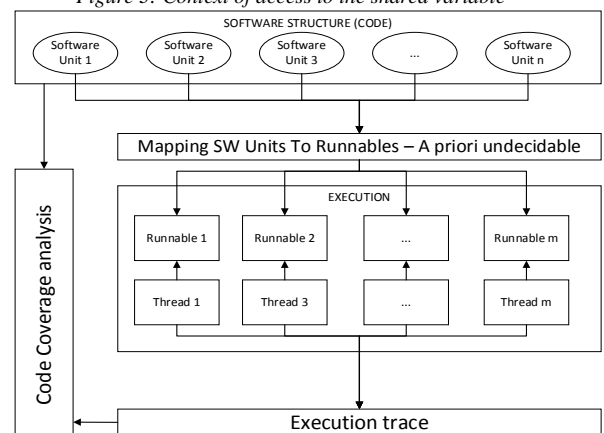 Figure 3: Context of access to the shared variable
SOFTWARE STRUCTURE (CODE)
Software Unit 1
Software Unit 2
Software Unit 3
...
Software Unit n
Mapping SW Units To Runnables – A priori undecidable
EXECUTION
Runnable 1
Runnable 2
...
Runnable m
Thread 1
Thread 3
...
Thread m
Code Coverage analysis
Execution trace